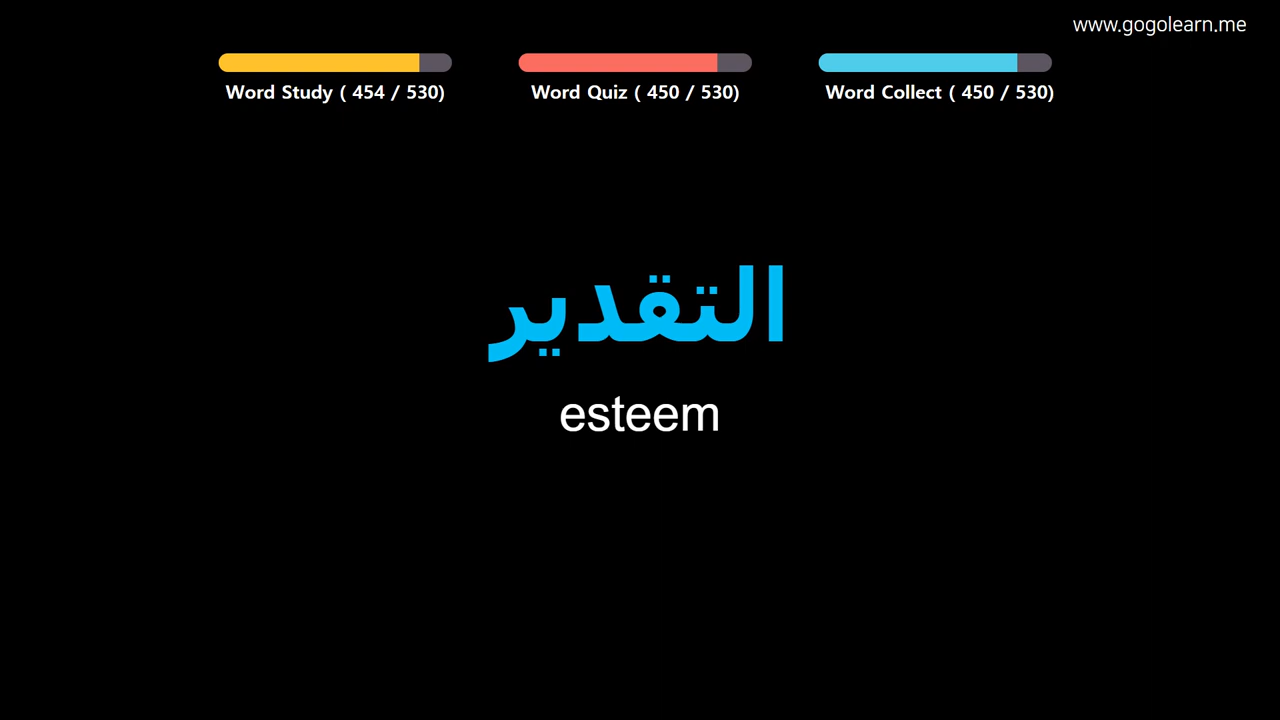 www.gogolearn.me
Word Study ( 454 / 530)
Word Quiz ( 450 / 530)
Word Collect ( 450 / 530)
التقدير
esteem